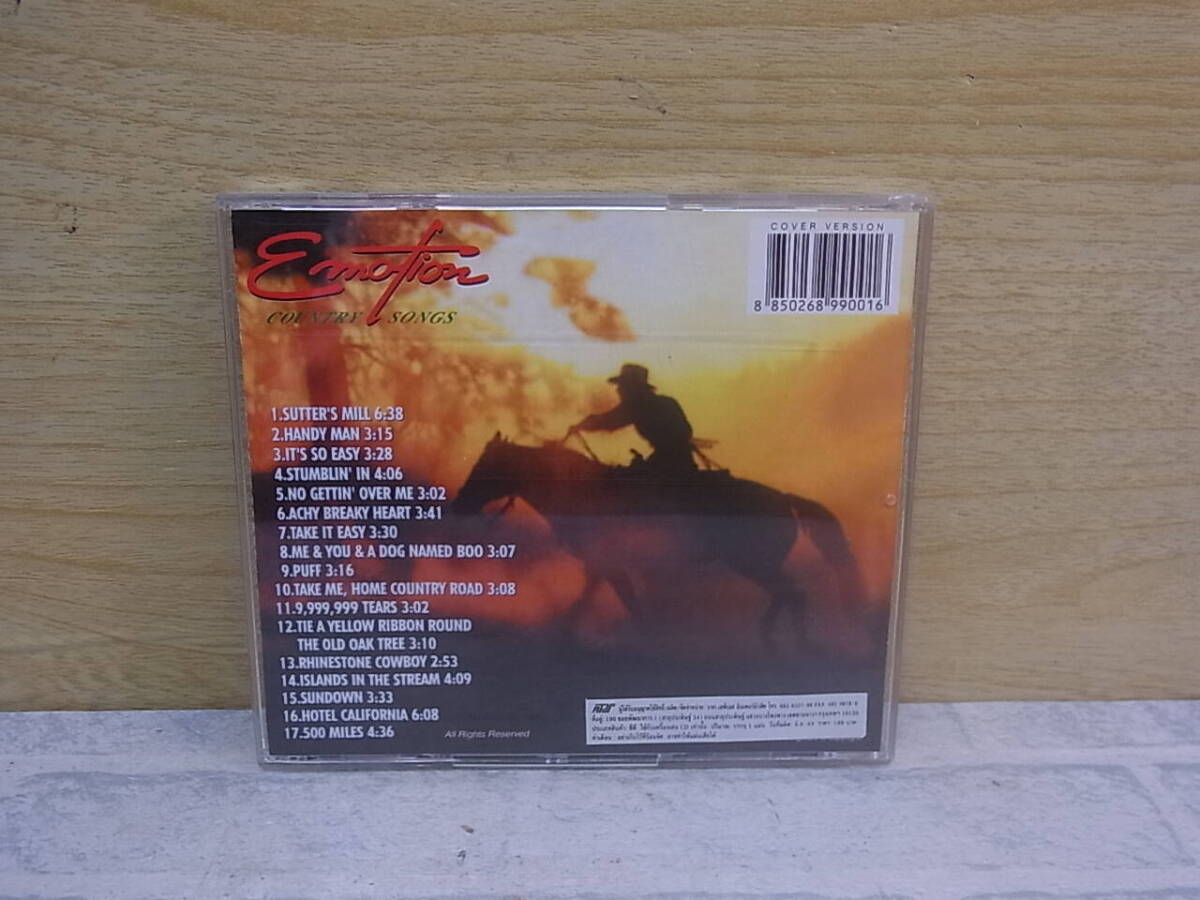 Emotion
COUNTRY SONGS
COVER VERSION
8 850268 990016
1.SUTTER'S MILL 6:38
2.HANDY MAN 3:15
3.IT'S SO EASY 3:28
4.STUMBLIN' IN 4:06
5.NO GETTIN' OVER ME 3:02
6.ACHY BREAKY HEART 3:41
7.TAKE IT EASY 3:30
8.ME & YOU & A DOG NAMED BOO 3:07
9.PUFF 3:16
10.TAKE ME, HOME COUNTRY ROAD 3:08
11.9,999,999 TEARS 3:02
12.TIE A YELLOW RIBBON ROUND
THE OLD OAK TREE 3:10
13.RHINESTONE COWBOY 2:53
14.ISLANDS IN THE STREAM 4:09
15.SUNDOWN 3:33
16.HOTEL CALIFORNIA 6:08
17.500 MILES 4:36
All Rights Reserved